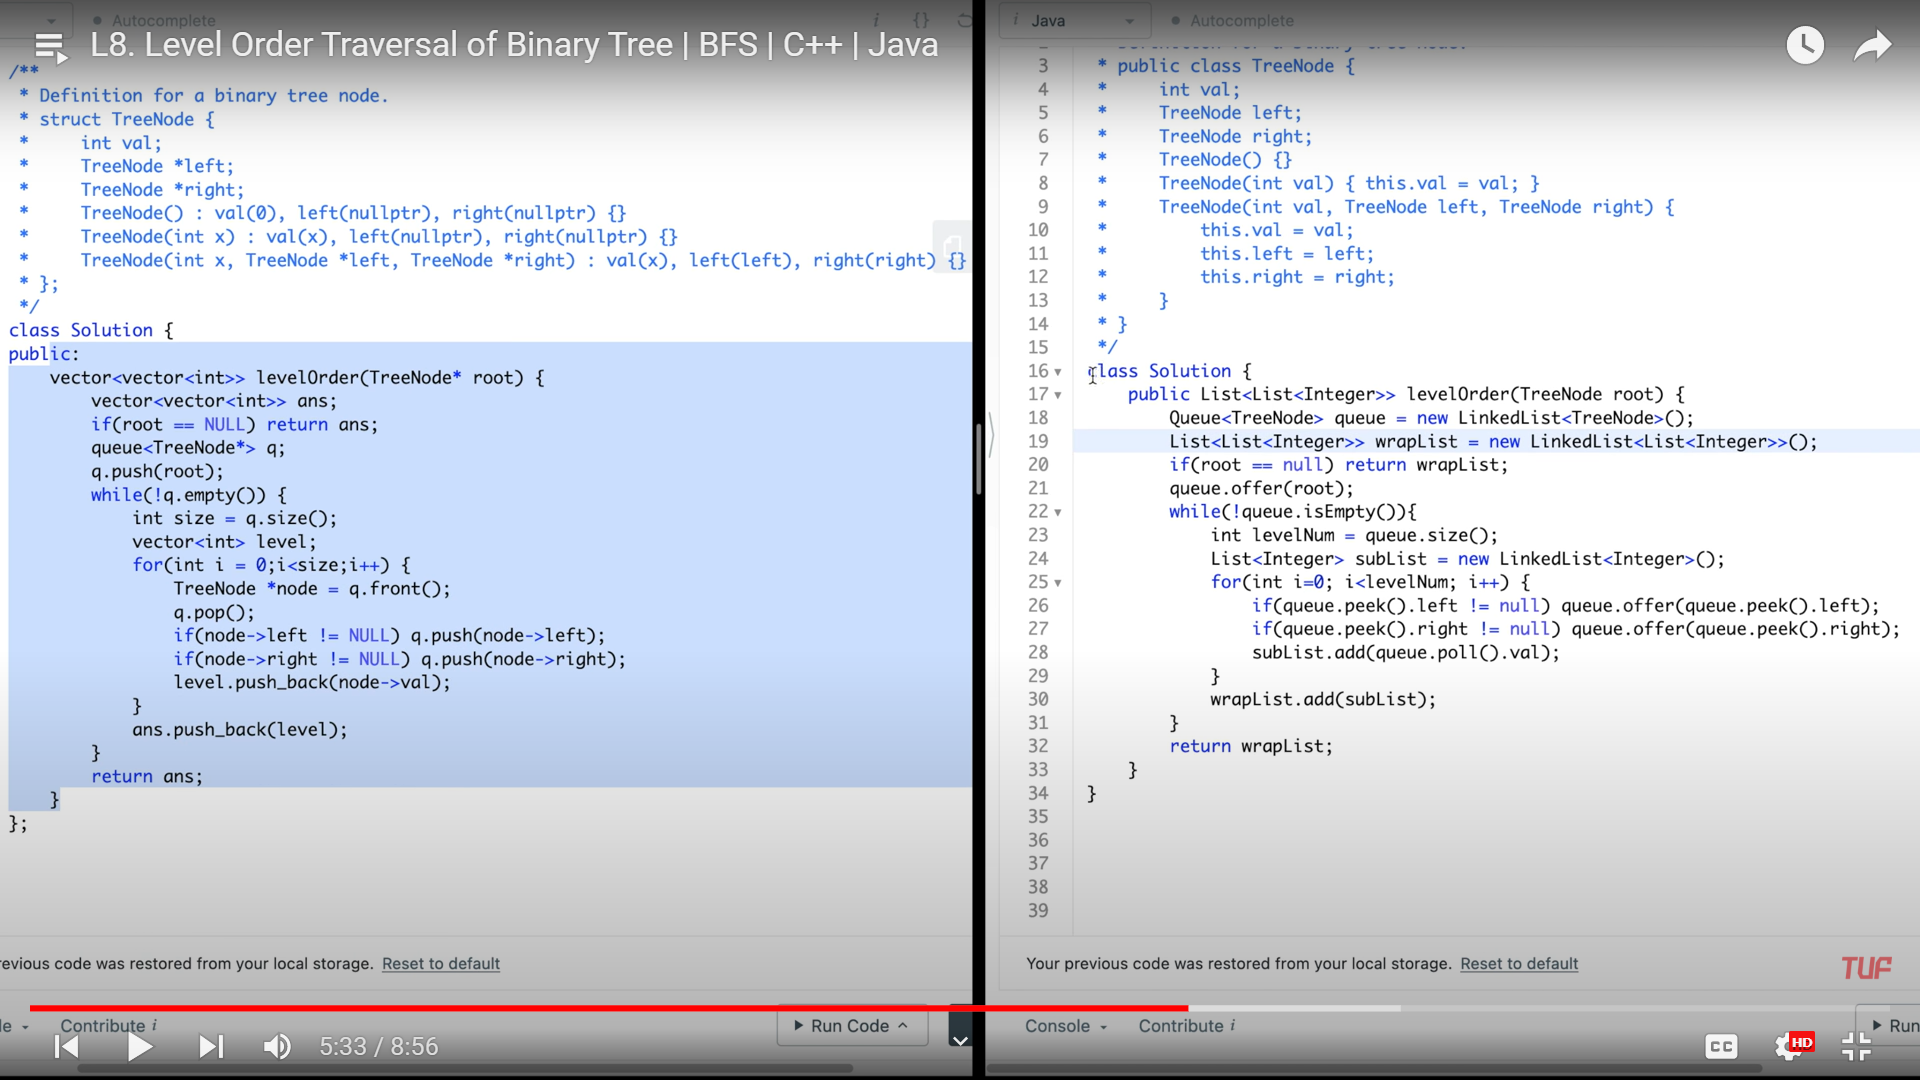 Autocomplete
i {}
L8. Level Order Traversal of Binary Tree | BFS | C++ | Java
/**
* Definition for a binary tree node.
* struct TreeNode {
*     int val;
*     TreeNode *left;
*     TreeNode *right;
*     TreeNode() : val(0), left(nullptr), right(nullptr) {}
*     TreeNode(int x) : val(x), left(nullptr), right(nullptr) {}
*     TreeNode(int x, TreeNode *left, TreeNode *right) : val(x), left(left), right(right) {}
* };
*/
class Solution {
public:
    vector<vector<int>> levelOrder(TreeNode* root) {
        vector<vector<int>> ans;
        if(root == NULL) return ans;
        queue<TreeNode*> q;
        q.push(root);
        while(!q.empty()) {
            int size = q.size();
            vector<int> level;
            for(int i = 0;i<size;i++) {
                TreeNode *node = q.front();
                q.pop();
                if(node->left != NULL) q.push(node->left);
                if(node->right != NULL) q.push(node->right);
                level.push_back(node->val);
            }
            ans.push_back(level);
        }
        return ans;
    }
};
evious code was restored from your local storage. Reset to default
Contribute i
Run Code
5:33 / 8:56
i Java
Autocomplete
3 * public class TreeNode {
4 *     int val;
5 *     TreeNode left;
6 *     TreeNode right;
7 *     TreeNode() {}
8 *     TreeNode(int val) { this.val = val; }
9 *     TreeNode(int val, TreeNode left, TreeNode right) {
10 *         this.val = val;
11 *         this.left = left;
12 *         this.right = right;
13 *     }
14 * }
15 */
16 class Solution {
17     public List<List<Integer>> levelOrder(TreeNode root) {
18         Queue<TreeNode> queue = new LinkedList<TreeNode>();
19         List<List<Integer>> wrapList = new LinkedList<List<Integer>>();
20         if(root == null) return wrapList;
21         queue.offer(root);
22         while(!queue.isEmpty()){
23             int levelNum = queue.size();
24             List<Integer> subList = new LinkedList<Integer>();
25             for(int i=0; i<levelNum; i++) {
26                 if(queue.peek().left != null) queue.offer(queue.peek().left);
27                 if(queue.peek().right != null) queue.offer(queue.peek().right);
28                 subList.add(queue.poll().val);
29             }
30             wrapList.add(subList);
31         }
32         return wrapList;
33     }
34 }
35
36
37
38
39
Your previous code was restored from your local storage. Reset to default
TUF
Console
Contribute i
Run
CC
HD